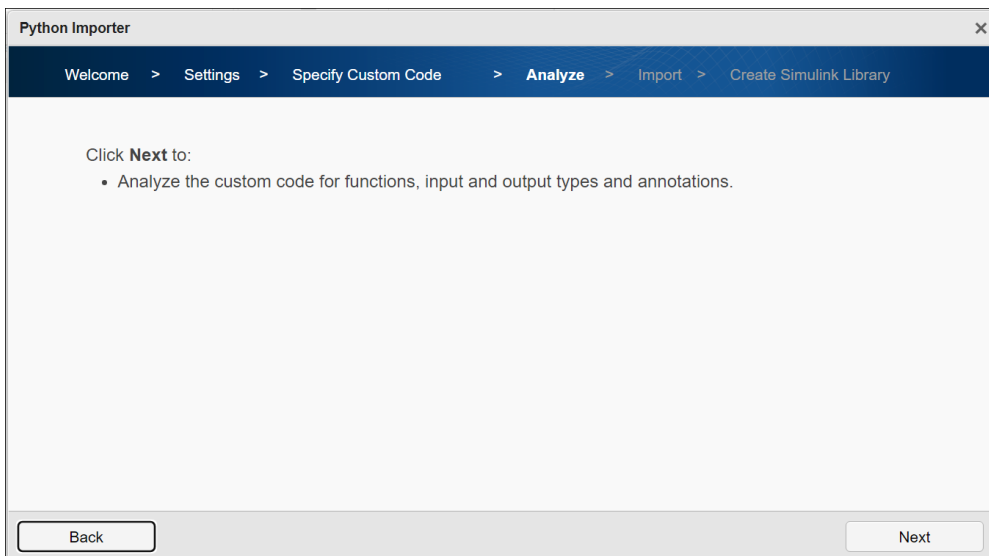 Python Importer ×
Welcome > Settings > Specify Custom Code > Analyze > Import > Create Simulink Library
Click Next to:
• Analyze the custom code for functions, input and output types and annotations.
Back Next